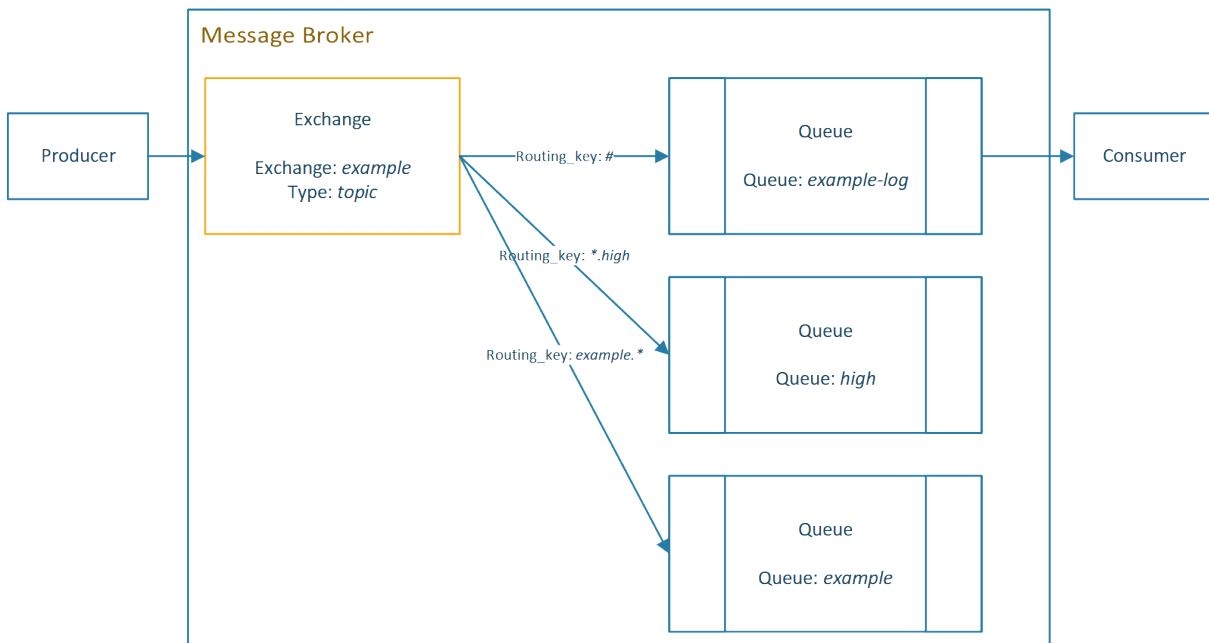 Message Broker
Producer
Exchange
Exchange: example
Type: topic
Routing_key: #
Queue
Queue: example-log
Consumer
Routing_key: *.high
Queue
Queue: high
Routing_key: example.*
Queue
Queue: example